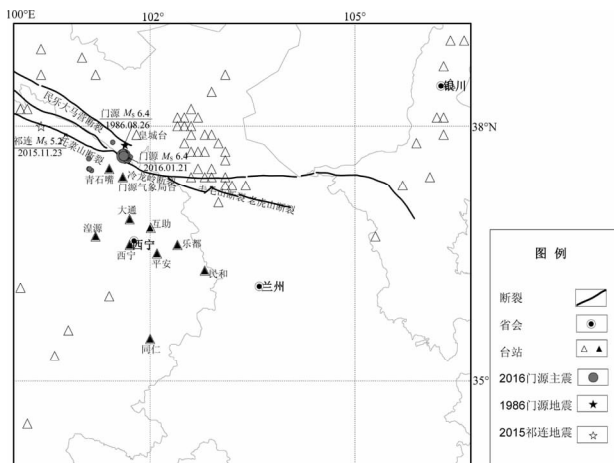 100°E
102°
105°
38°N
35°
银川
民乐大马营断裂
门源 Ms 6.4
1986.08.26
皇城台
祁连 Ms 5.2
2015.11.23
托莱山断裂
门源 Ms 6.4
2016.01.21
冷龙岭断裂
青石嘴
门源气象局台
老虎山断裂
大通
互助
湟源
西宁
西宁
乐都
平安
民和
兰州
同仁
图 例
断裂
省会
台站
2016门源主震
1986门源地震
2015祁连地震